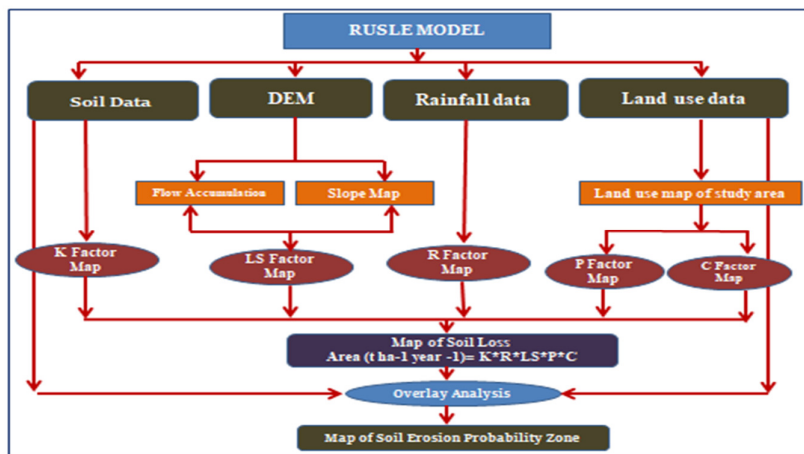 RUSLE MODEL
Soil Data
DEM
Rainfall data
Land use data
Flow Accumulation
Slope Map
Land use map of study area
K Factor
Map
LS Factor
Map
R Factor
Map
P Factor
Map
C Factor
Map
Map of Soil Loss
Area (t ha-1 year -1)= K*R*LS*P*C
Overlay Analysis
Map of Soil Erosion Probability Zone